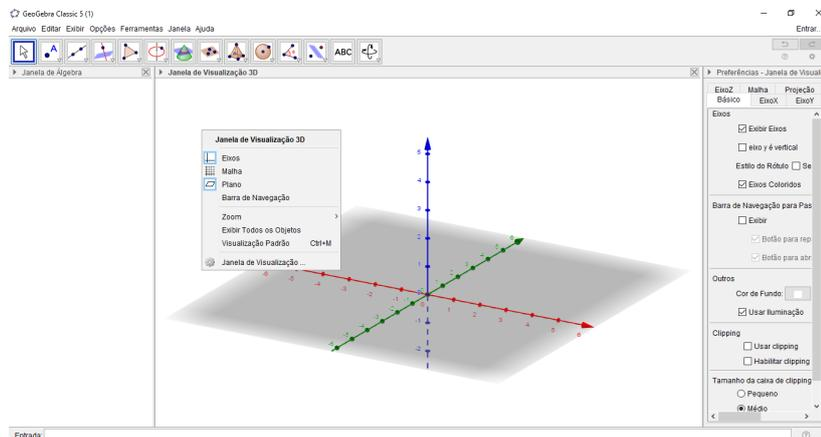 GeoGebra Classic 5 (1)
Arquivo Editar Exibir Opções Ferramentas Janela Ajuda
Entrar...
ABC
Janela de Álgebra
Janela de Visualização 3D
Preferências - Janela de Visuali
EixoZ Malha Projeção
Básico EixoX EixoY
Eixos
Exibir Eixos
eixo y é vertical
Estilo do Rótulo Se
Eixos Coloridos
Barra de Navegação para Pas
Exibir
Botão para rep
Botão para abr
Outros
Cor de Fundo:
Usar Iluminação
Clipping
Usar clipping
Habilitar clipping
Tamanho da caixa de clipping
Pequeno
Médio
Janela de Visualização 3D
Eixos
Malha
Plano
Barra de Navegação
Zoom
Exibir Todos os Objetos
Visualização Padrão Ctrl+M
Janela de Visualização ...
Entrada: